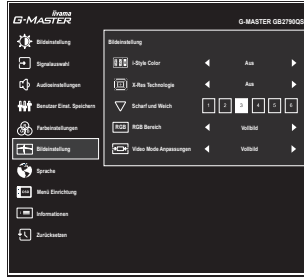 iiyama
G-MASTER
G-MASTER GB2790QS
Bildeinstellung
Signalauswahl
Audioeinstellungen
Benutzer Einst. Speichern
Farbeinstellungen
Bildeinstellung
Sprache
Menü Einrichtung
Informationen
Zurücksetzen
Bildeinstellung
i-Style Color Aus
X-Res Technologie Aus
Scharf und Weich 1 2 3 4 5 6
RGB RGB Bereich Vollbild
Video Mode Anpassungen Vollbild